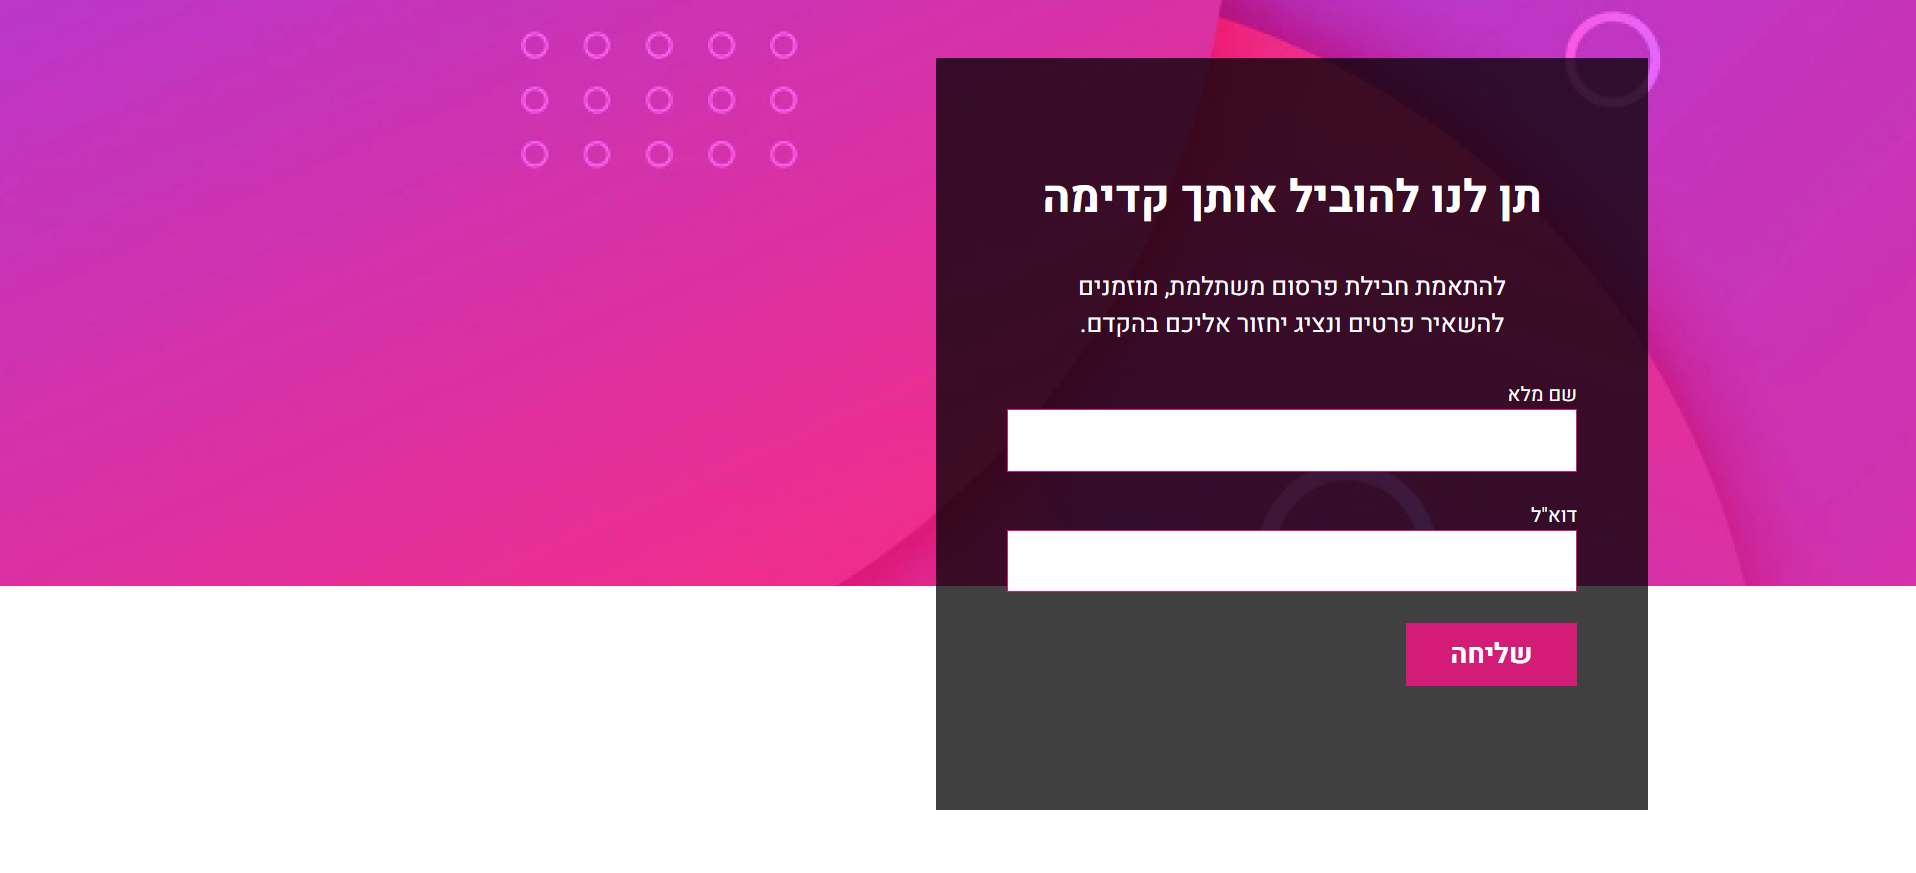 תן לנו להוביל אותך קדימה
להתאמת חבילת פרסום משתלמת, מוזמנים
להשאיר פרטים ונציג יחזור אליכם בהקדם.
שם מלא
דוא"ל
שליחה